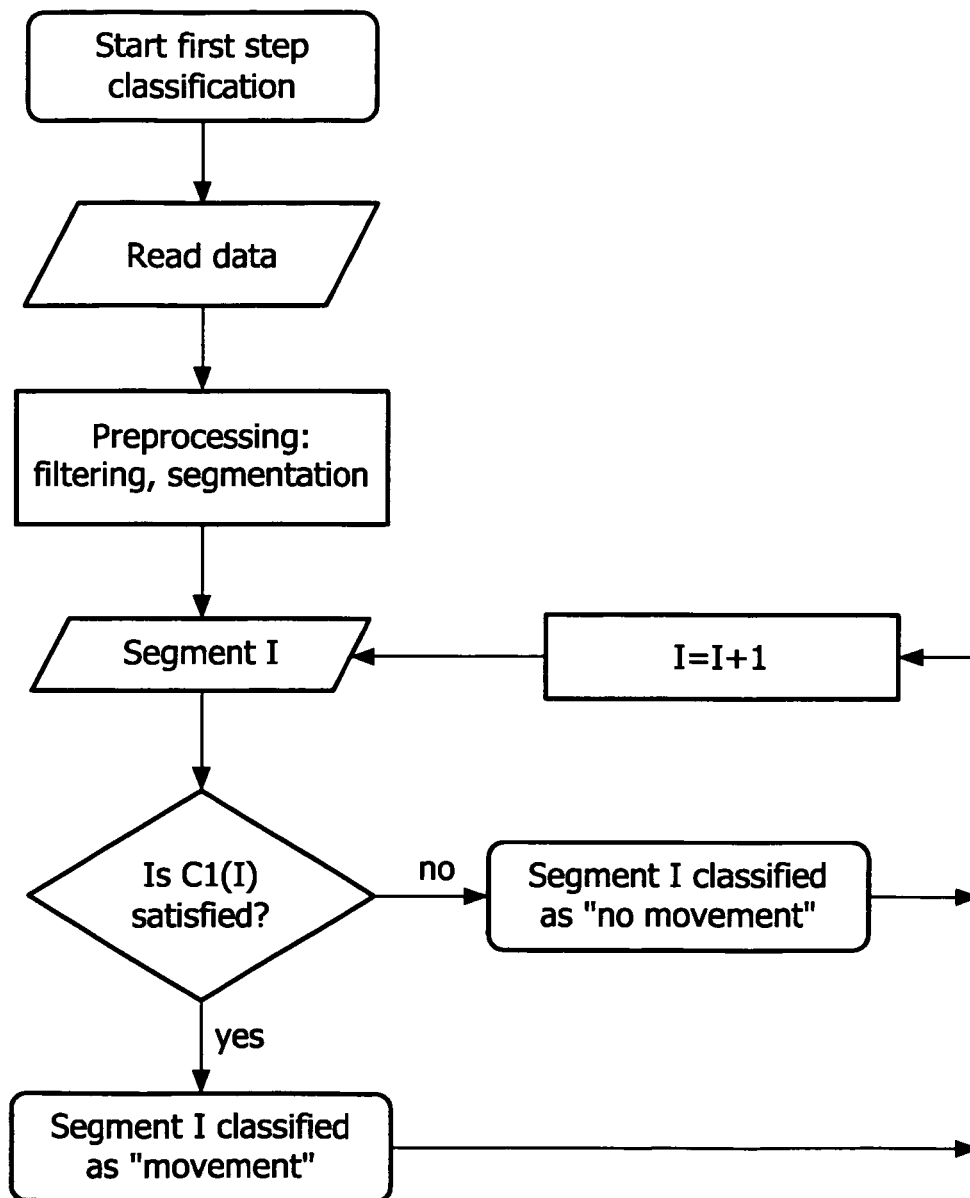 Start first step
classification
Read data
Preprocessing:
filtering, segmentation
Segment I
I=I+1
Is C1(I)
satisfied?
no
Segment I classified
as "no movement"
yes
Segment I classified
as "movement"